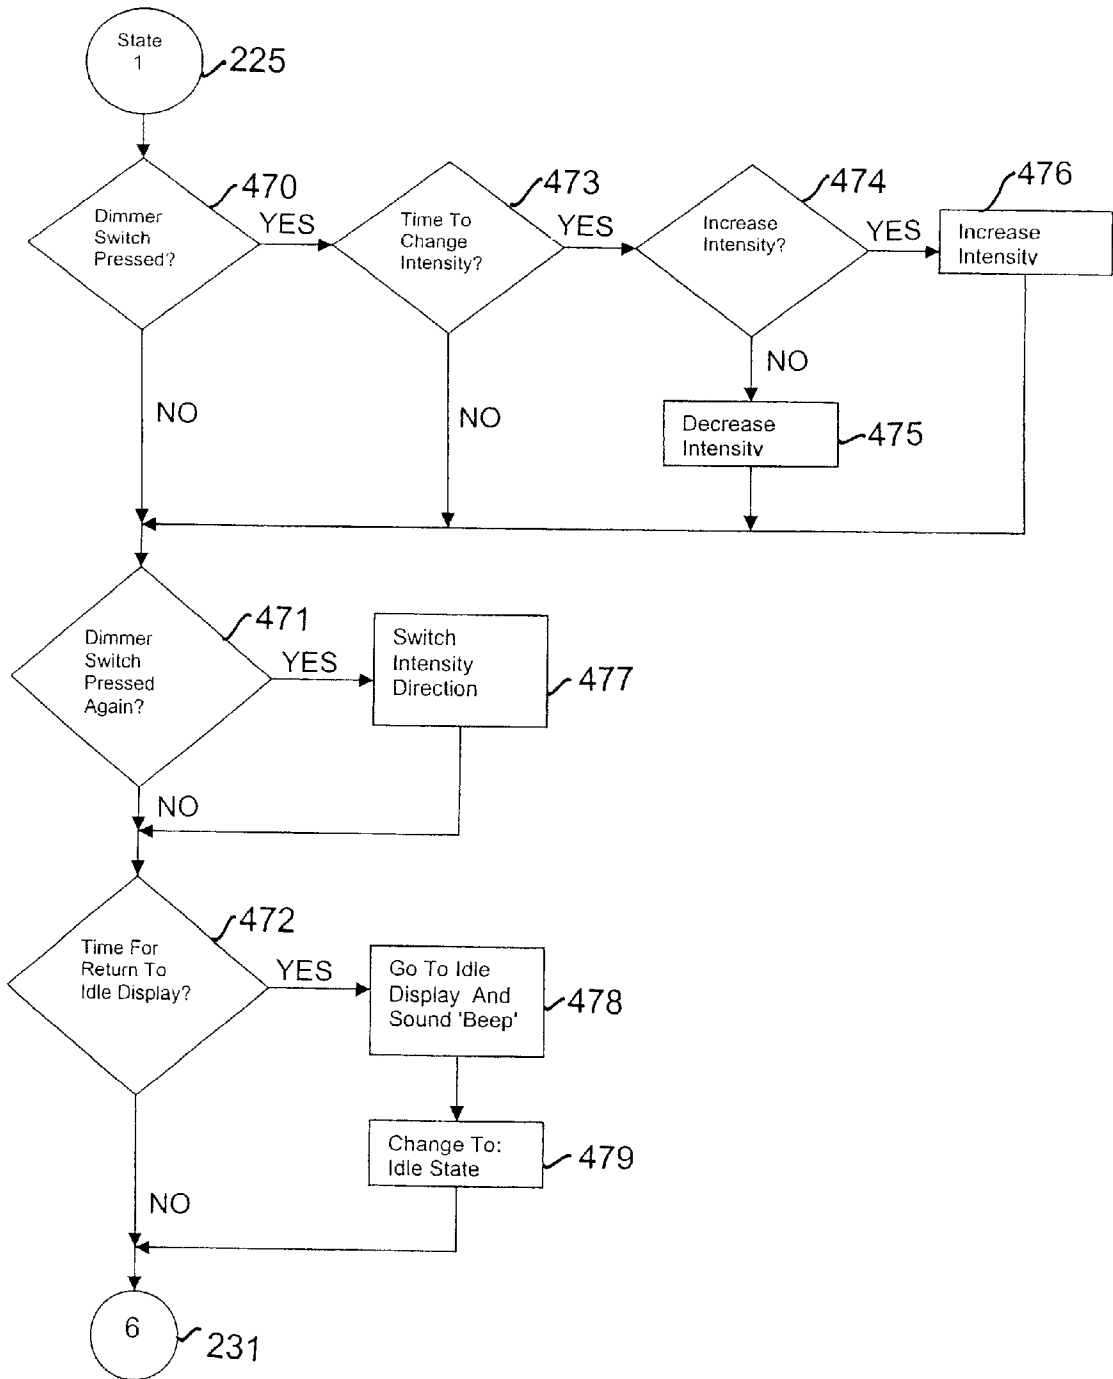 State
1
225
Dimmer
Switch
Pressed?
470
YES
Time To
Change
Intensity?
473
YES
Increase
Intensity?
474
YES
Increase
Intensity
476
NO
NO
NO
Decrease
Intensity
475
Dimmer
Switch
Pressed
Again?
471
YES
Switch
Intensity
Direction
477
NO
Time For
Return To
Idle Display?
472
YES
Go To Idle
Display And
Sound 'Beep'
478
Change To:
Idle State
479
NO
6
231